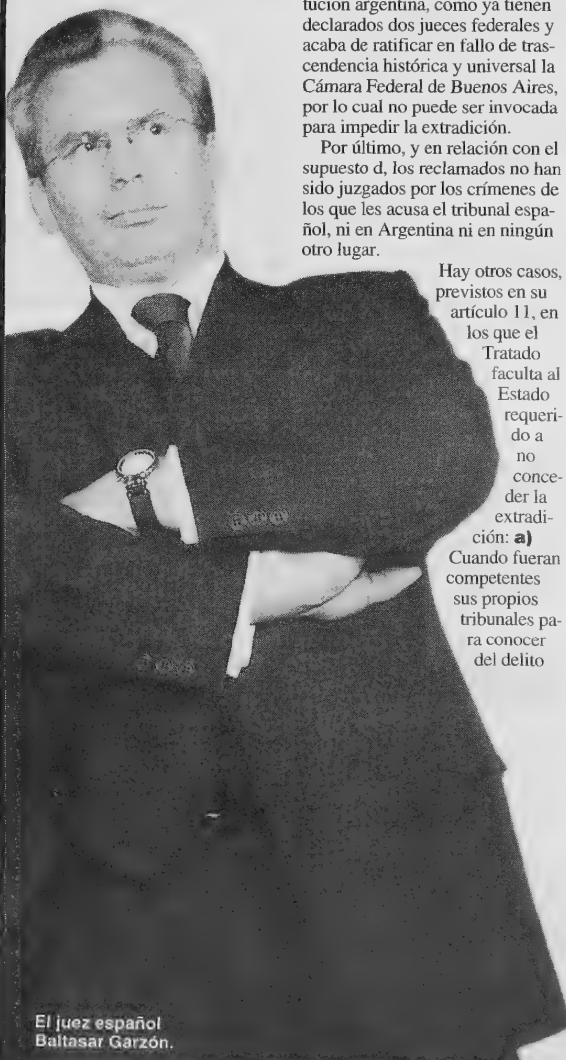 tución argentina, como ya tienen
declarados dos jueces federales y
acaba de ratificar en fallo de tras-
cendencia histórica y universal la
Cámara Federal de Buenos Aires,
por lo cual no puede ser invocada
para impedir la extradición.
Por último, y en relación con el
supuesto d, los reclamados no han
sido juzgados por los crímenes de
los que les acusa el tribunal espa-
ñol, ni en Argentina ni en ningún
otro lugar.
Hay otros casos,
previstos en su
artículo 11, en
los que el
Tratado
faculta al
Estado
requeri-
do a
no
conce-
der la
extradi-
ción: a)
Cuando fueran
competentes
sus propios
tribunales pa-
ra conocer
del delito
El juez español
Baltasar Garzón.